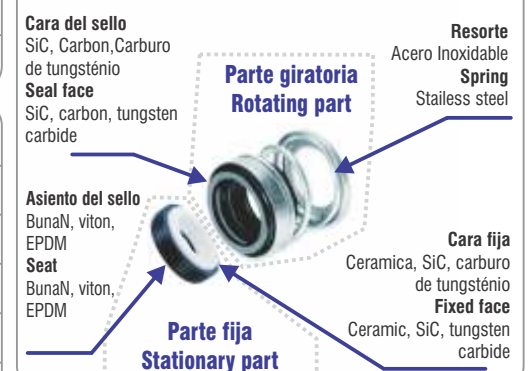 Cara del sello
SiC, Carbon,Carburo
de tungsténio
Seal face
SiC, carbon, tungsten
carbide
Parte giratoria
Rotating part
Resorte
Acero Inoxidable
Spring
Stailess steel
Asiento del sello
BunaN, viton,
EPDM
Seat
BunaN, viton,
EPDM
Cara fija
Ceramica, SiC, carburo
de tungsténio
Fixed face
Ceramic, SiC, tungsten
carbide
Parte fija
Stationary part